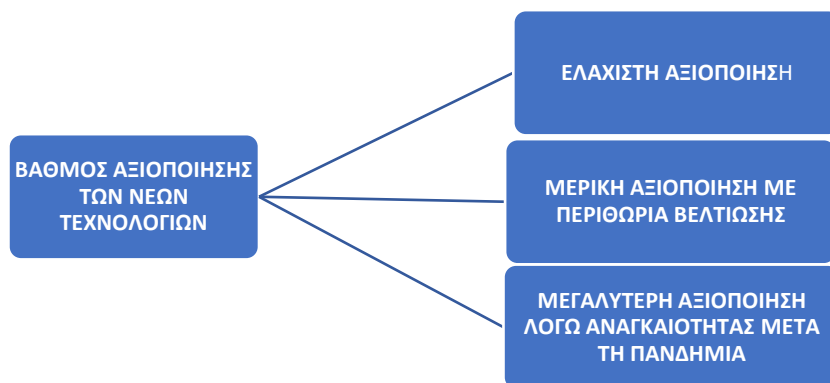 ΕΛΑΧΙΣΤΗ ΑΞΙΟΠΟΙΗΣΗ
ΒΑΘΜΟΣ ΑΞΙΟΠΟΙΗΣΗΣ
ΤΩΝ ΝΕΩΝ
ΤΕΧΝΟΛΟΓΙΩΝ
ΜΕΡΙΚΗ ΑΞΙΟΠΟΙΗΣΗ ΜΕ
ΠΕΡΙΘΩΡΙΑ ΒΕΛΤΙΩΣΗΣ
ΜΕΓΑΛΥΤΕΡΗ ΑΞΙΟΠΟΙΗΣΗ
ΛΟΓΩ ΑΝΑΓΚΑΙΟΤΗΤΑΣ ΜΕΤΑ
ΤΗ ΠΑΝΔΗΜΙΑ